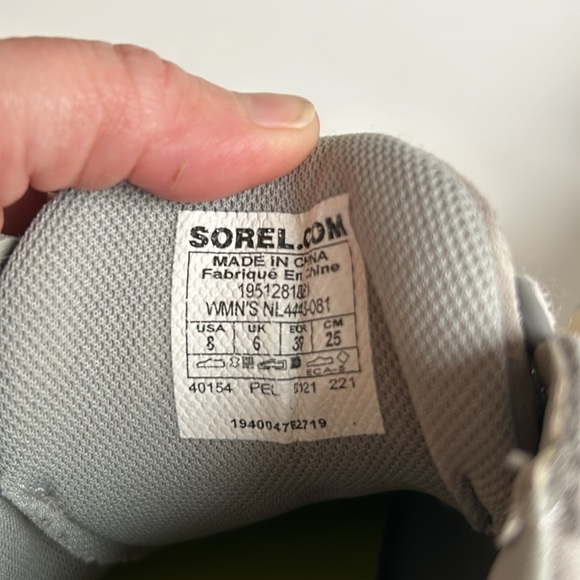 SOREL.COM
MADE IN CHINA
Fabriqué En Chine
WMN'S
USA UK EUR CM
8 6 39 25
ECA-S
40154 PEL 221